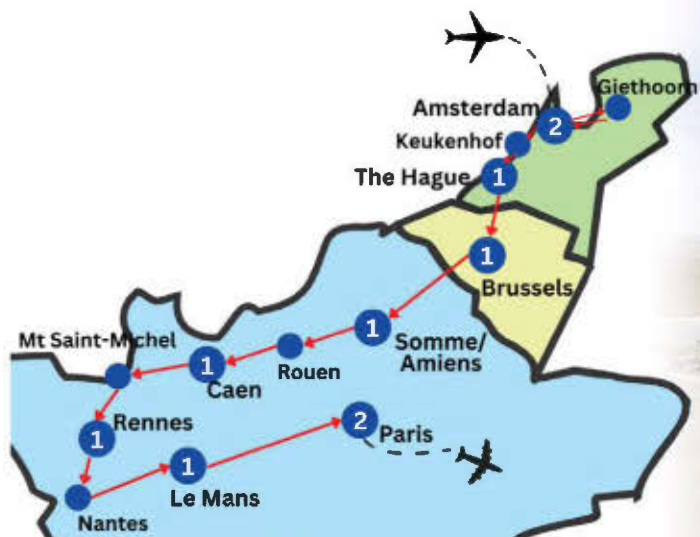 Giethoorn
Amsterdam
2
Keukenhof
The Hague
1
1
Brussels
1
Somme/
Amiens
Mt Saint-Michel
1
Caen
Rouen
Rennes
1
2
Paris
1
Le Mans
Nantes